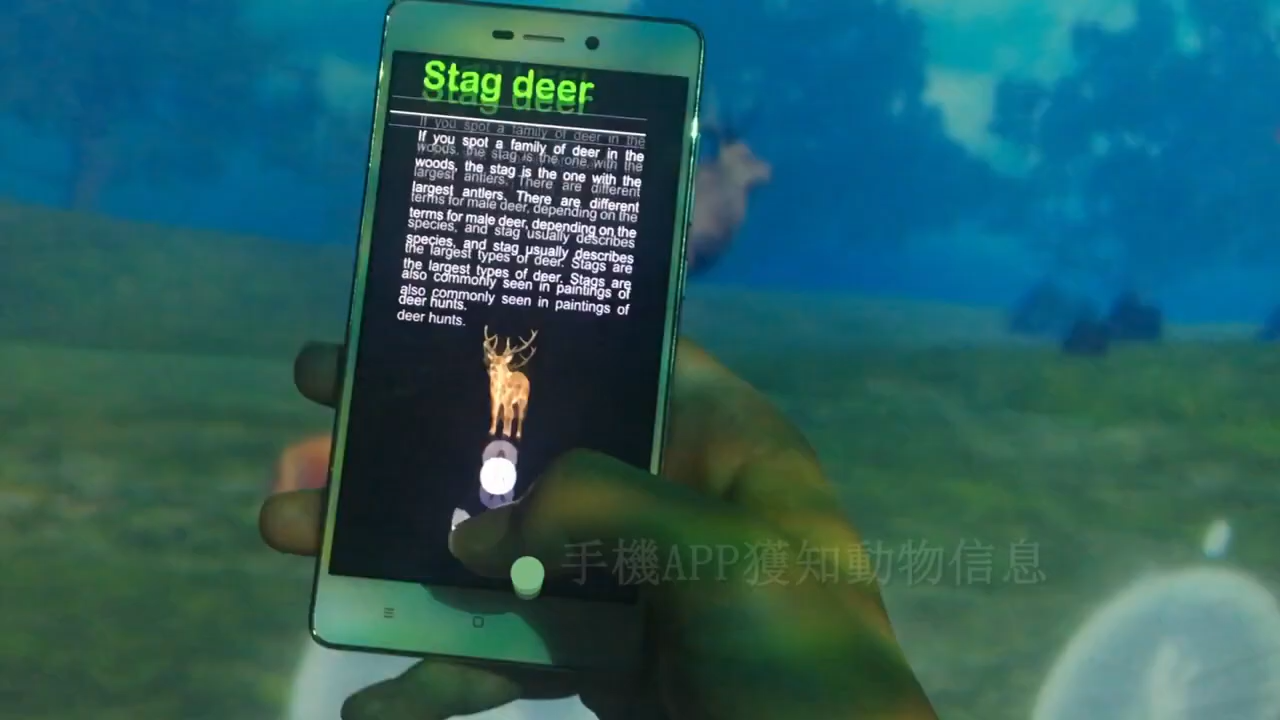 Stag deer
If you spot a family of deer in the
woods, the stag is the one with the
largest antlers. There are different
terms for male deer, depending on the
species, and stag usually describes
the largest types of deer. Stags are
also commonly seen in paintings of
deer hunts.
手機APP獲知動物信息